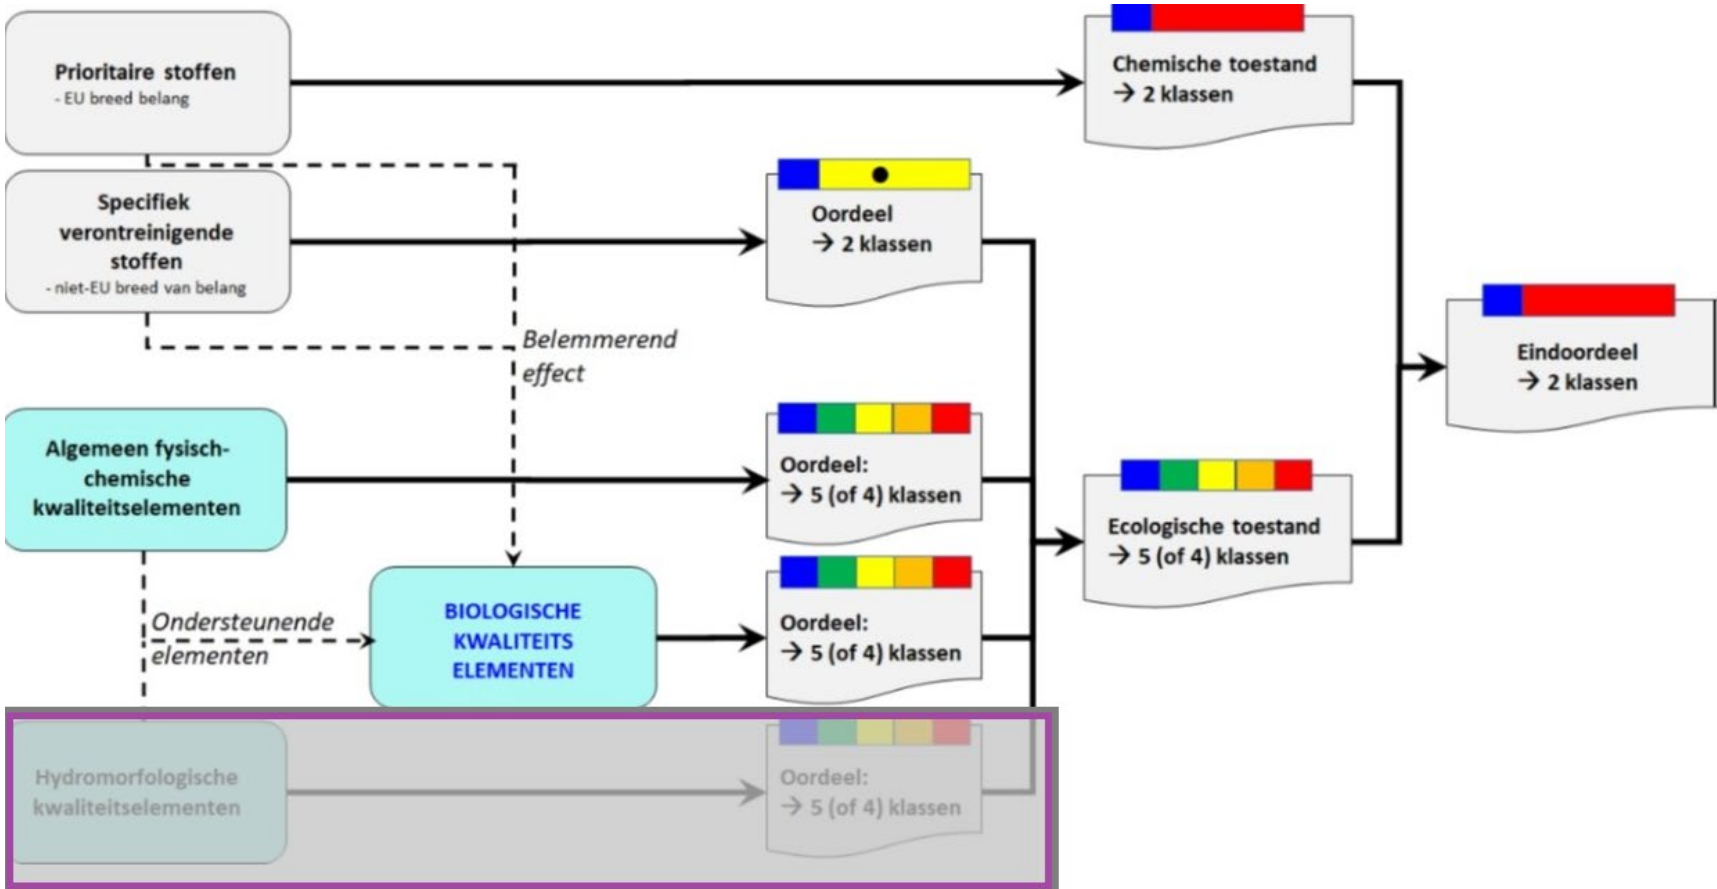 Prioritaire stoffen
- EU breed belang
Chemische toestand
→ 2 klassen
Specifiek
verontreinigende
stoffen
- niet-EU breed van belang
Oordeel
→ 2 klassen
Belemmerend
effect
Eindoordeel
→ 2 klassen
Algemeen fysisch-
chemische
kwaliteitselementen
Oordeel:
→ 5 (of 4) klassen
Ecologische toestand
→ 5 (of 4) klassen
Ondersteunende
elementen
BIOLOGISCHE
KWALITEITS
ELEMENTEN
Oordeel:
→ 5 (of 4) klassen
Hydromorfologische
kwaliteitselementen
Oordeel:
→ 5 (of 4) klassen